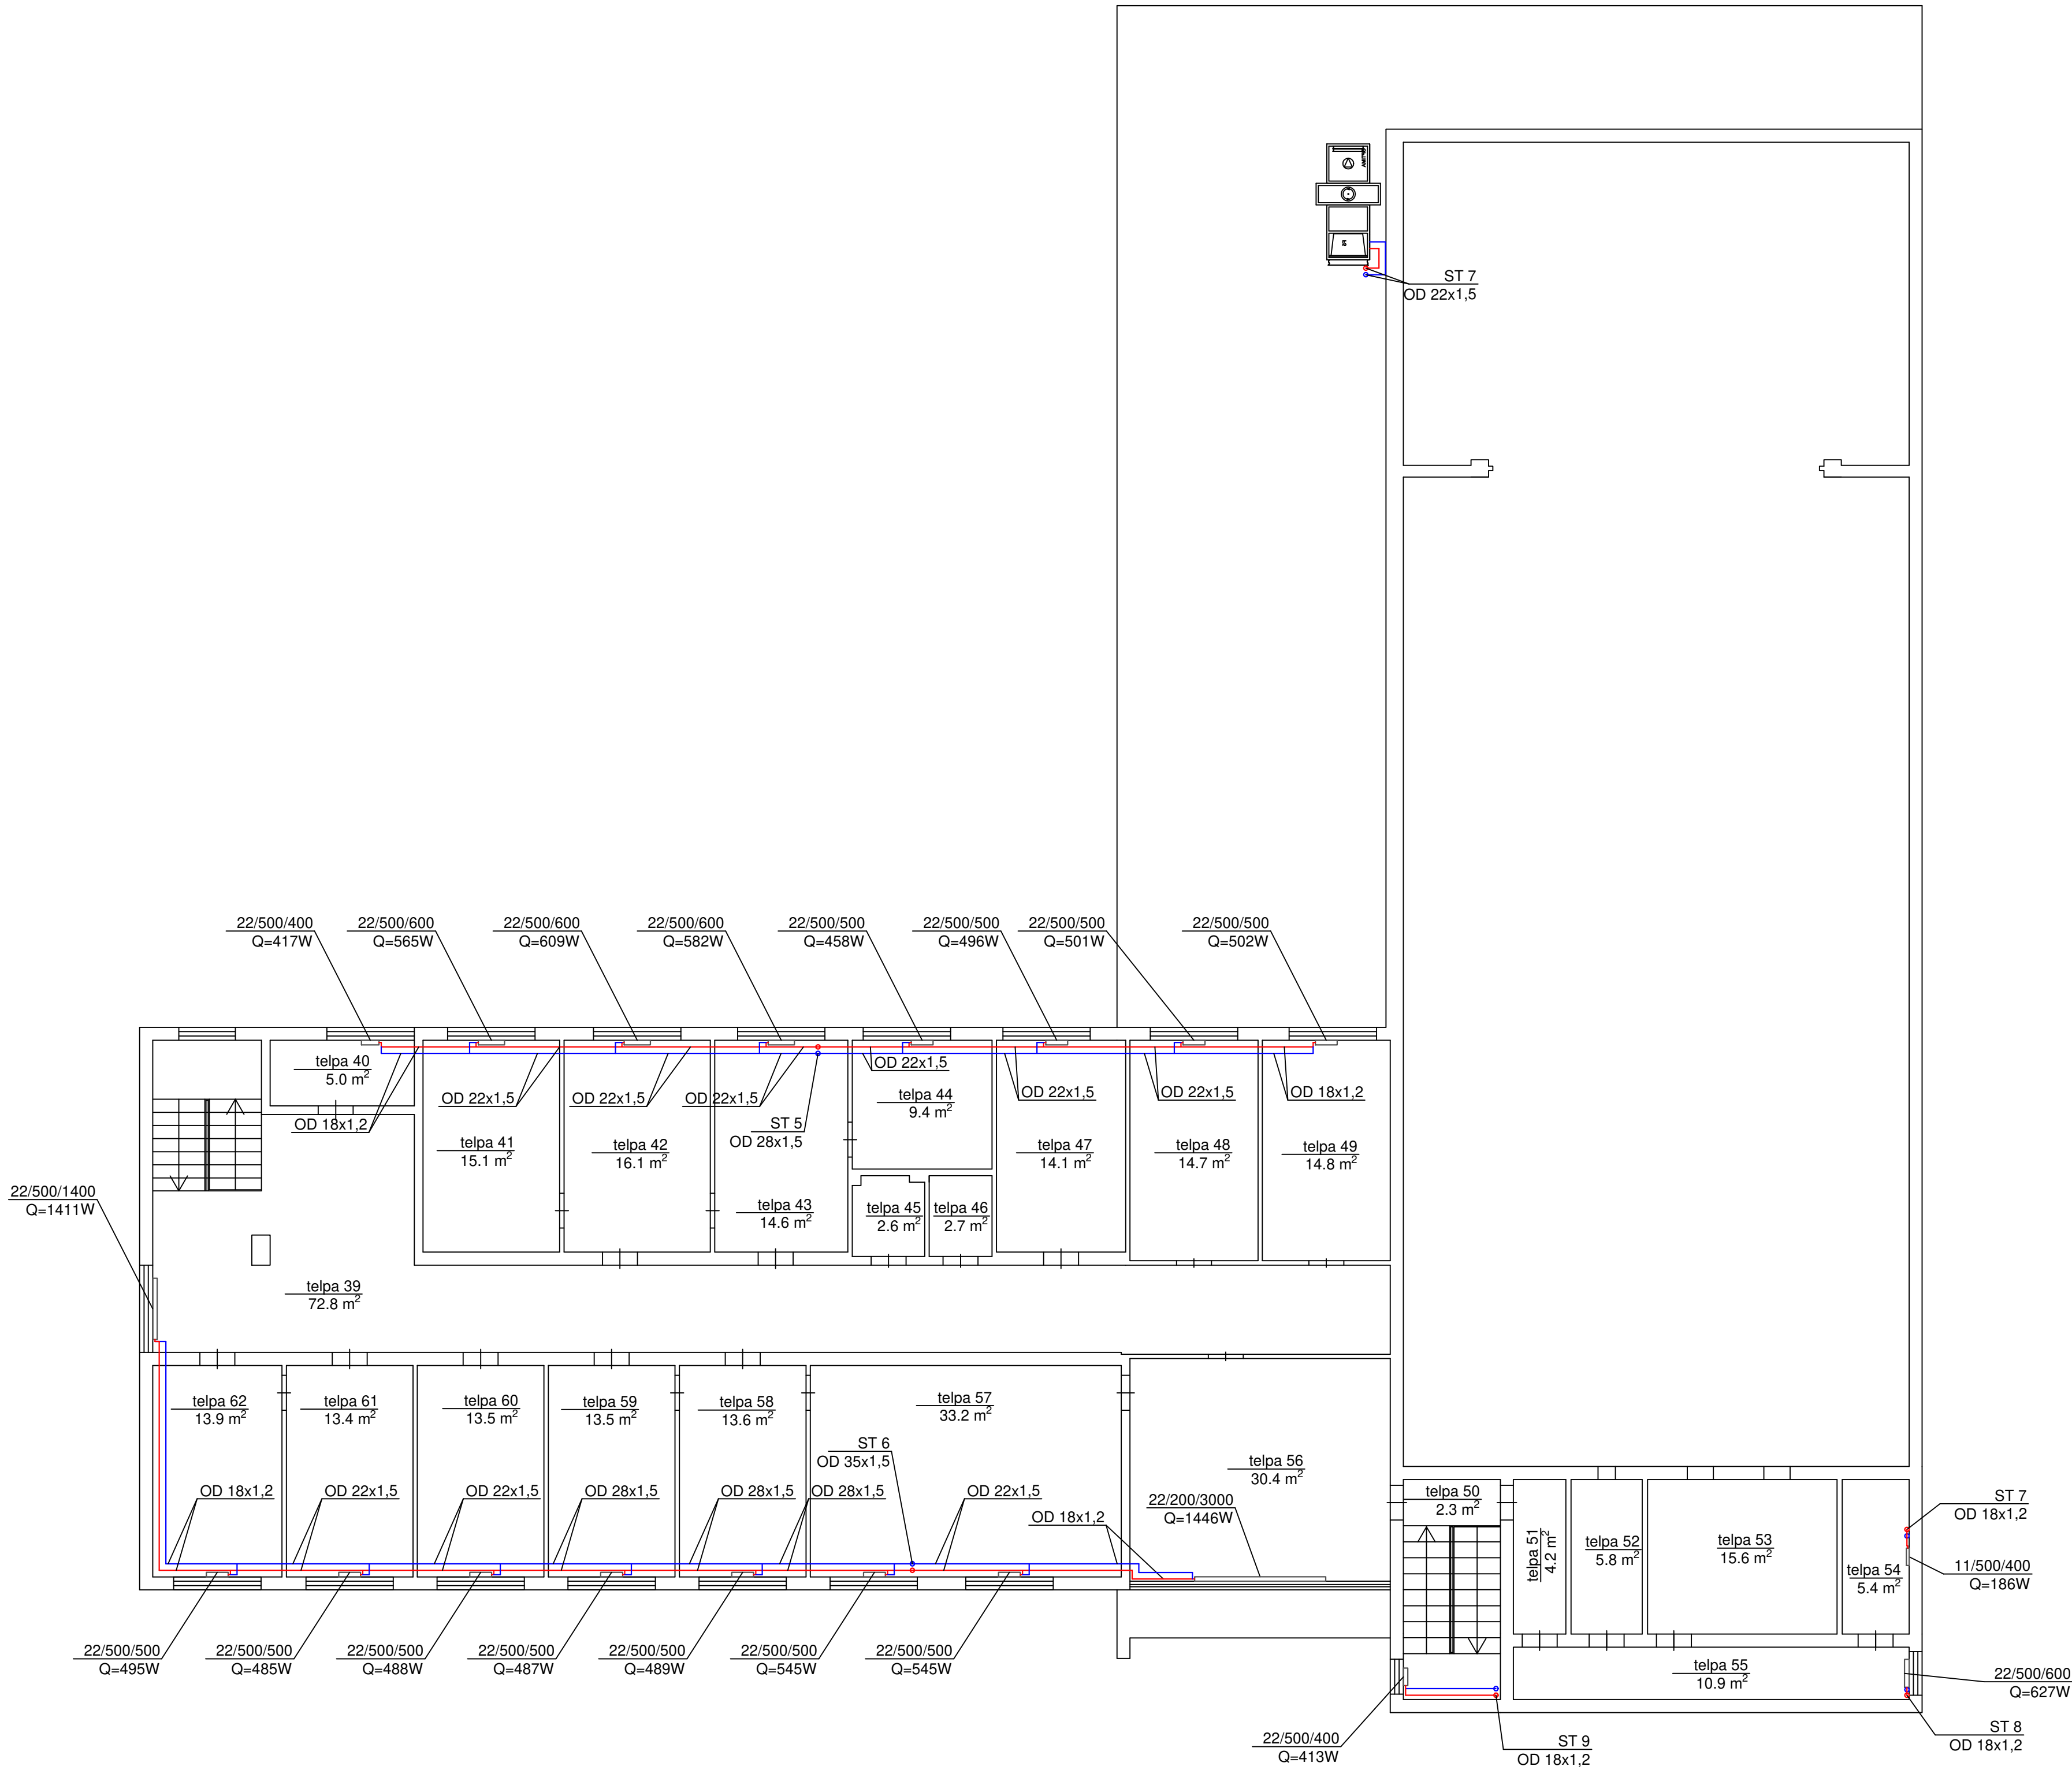 ST 7
OD 22x1,5
22/500/400
Q=417W
22/500/600
Q=565W
22/500/600
Q=609W
22/500/600
Q=582W
22/500/500
Q=458W
22/500/500
Q=496W
22/500/500
Q=501W
22/500/500
Q=502W
telpa 40
5.0 m²
OD 18x1,2
OD 22x1,5
OD 22x1,5
OD 22x1,5
OD 22x1,5
OD 22x1,5
OD 22x1,5
OD 18x1,2
ST 5
OD 28x1,5
telpa 41
15.1 m²
telpa 42
16.1 m²
telpa 43
14.6 m²
telpa 44
9.4 m²
telpa 45
2.6 m²
telpa 46
2.7 m²
telpa 47
14.1 m²
telpa 48
14.7 m²
telpa 49
14.8 m²
22/500/1400
Q=1411W
telpa 39
72.8 m²
telpa 62
13.9 m²
telpa 61
13.4 m²
telpa 60
13.5 m²
telpa 59
13.5 m²
telpa 58
13.6 m²
telpa 57
33.2 m²
ST 6
OD 35x1,5
telpa 56
30.4 m²
OD 18x1,2
OD 22x1,5
OD 22x1,5
OD 28x1,5
OD 28x1,5
OD 28x1,5
OD 22x1,5
OD 18x1,2
22/200/3000
Q=1446W
telpa 50
2.3 m²
telpa 51
4.2 m²
telpa 52
5.8 m²
telpa 53
15.6 m²
telpa 54
5.4 m²
ST 7
OD 18x1,2
11/500/400
Q=186W
22/500/500
Q=495W
22/500/500
Q=485W
22/500/500
Q=488W
22/500/500
Q=487W
22/500/500
Q=489W
22/500/500
Q=545W
22/500/500
Q=545W
telpa 55
10.9 m²
22/500/600
Q=627W
22/500/400
Q=413W
ST 9
OD 18x1,2
ST 8
OD 18x1,2